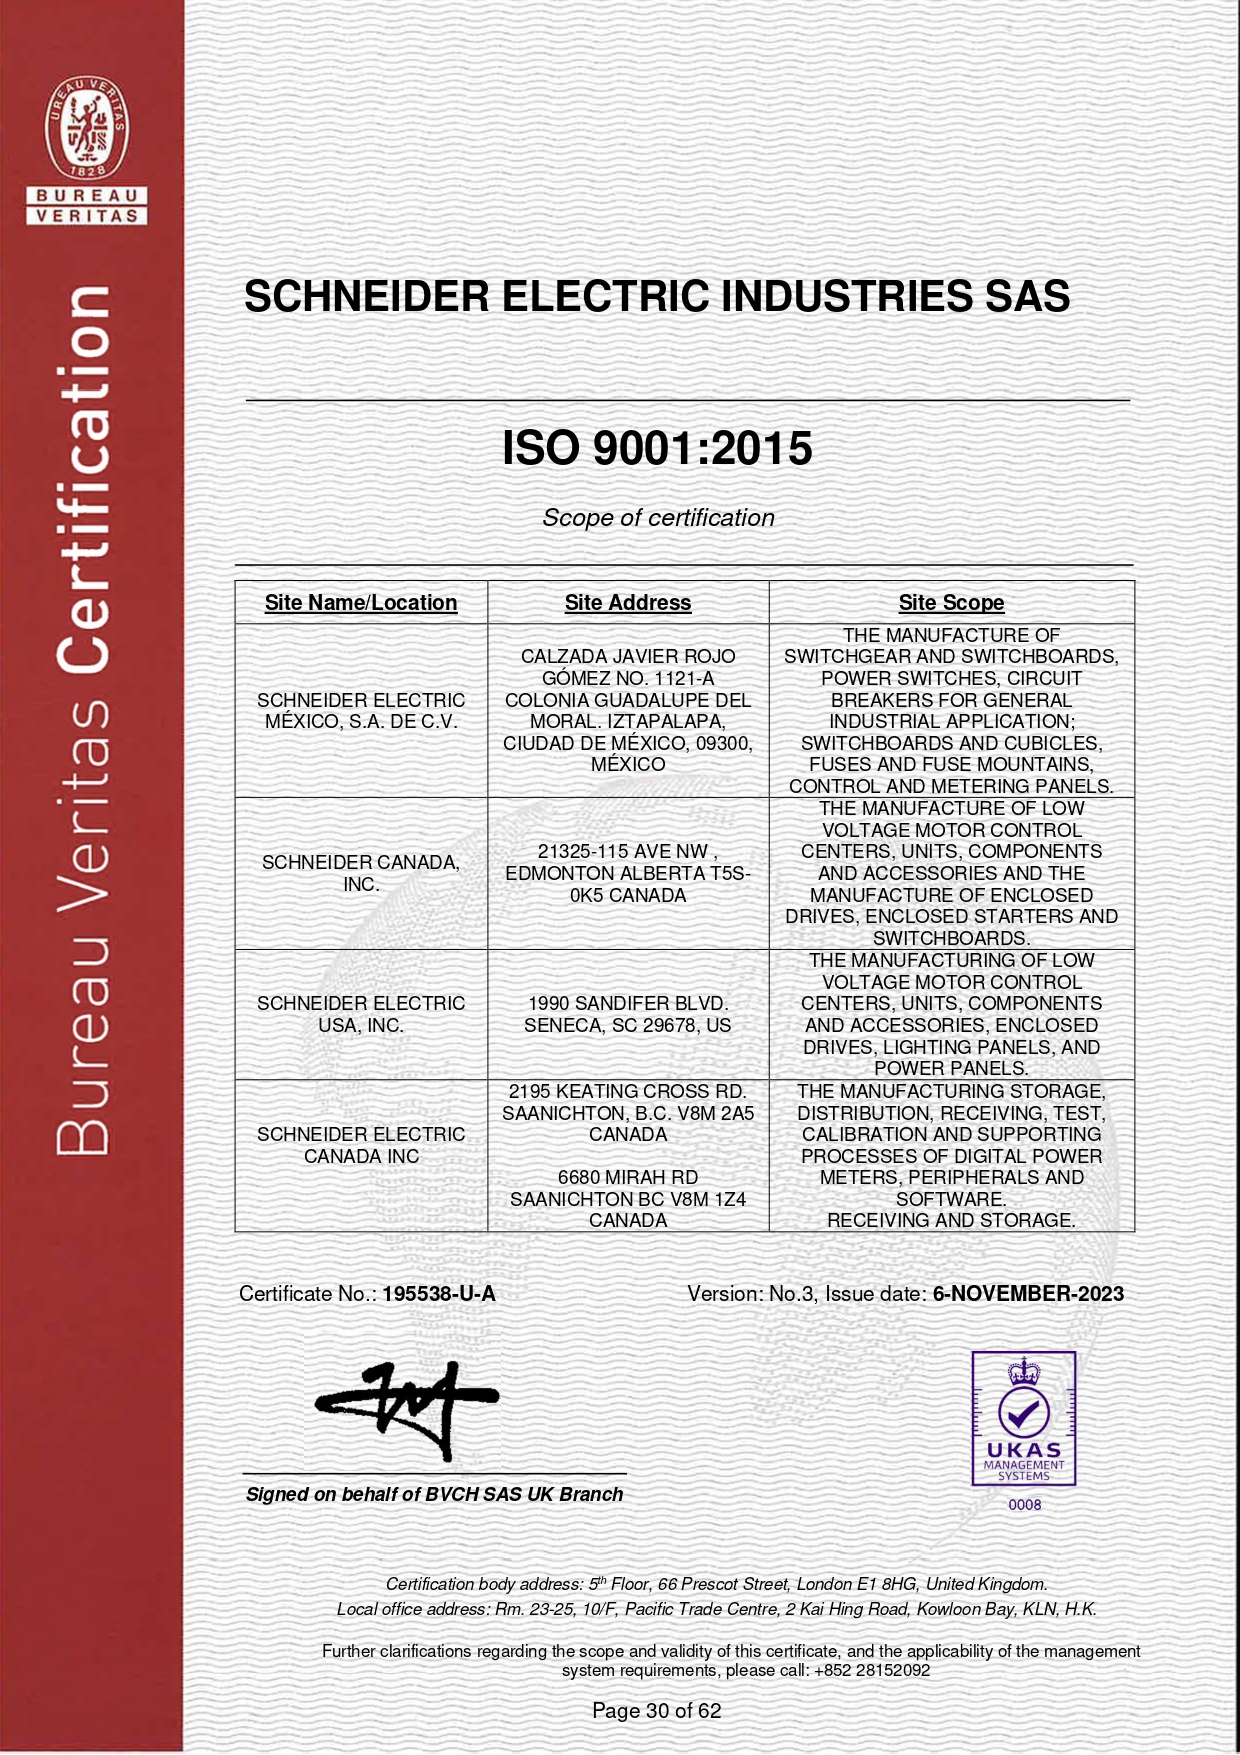 BUREAU VERITAS
1828
BUREAU
VERITAS
Bureau Veritas Certification
SCHNEIDER ELECTRIC INDUSTRIES SAS
ISO 9001:2015
Scope of certification
Site Name/Location
Site Address
Site Scope
SCHNEIDER ELECTRIC
MÉXICO, S.A. DE C.V.
CALZADA JAVIER ROJO
GÓMEZ NO. 1121-A
COLONIA GUADALUPE DEL
MORAL. IZTAPALAPA,
CIUDAD DE MÉXICO, 09300,
MÉXICO
THE MANUFACTURE OF
SWITCHGEAR AND SWITCHBOARDS,
POWER SWITCHES, CIRCUIT
BREAKERS FOR GENERAL
INDUSTRIAL APPLICATION;
SWITCHBOARDS AND CUBICLES,
FUSES AND FUSE MOUNTAINS,
CONTROL AND METERING PANELS.
SCHNEIDER CANADA,
INC.
21325-115 AVE NW ,
EDMONTON ALBERTA T5S-
0K5 CANADA
THE MANUFACTURE OF LOW
VOLTAGE MOTOR CONTROL
CENTERS, UNITS, COMPONENTS
AND ACCESSORIES AND THE
MANUFACTURE OF ENCLOSED
DRIVES, ENCLOSED STARTERS AND
SWITCHBOARDS.
SCHNEIDER ELECTRIC
USA, INC.
1990 SANDIFER BLVD.
SENECA, SC 29678, US
THE MANUFACTURING OF LOW
VOLTAGE MOTOR CONTROL
CENTERS, UNITS, COMPONENTS
AND ACCESSORIES, ENCLOSED
DRIVES, LIGHTING PANELS, AND
POWER PANELS.
SCHNEIDER ELECTRIC
CANADA INC
2195 KEATING CROSS RD.
SAANICHTON, B.C. V8M 2A5
CANADA
6680 MIRAH RD
SAANICHTON BC V8M 1Z4
CANADA
THE MANUFACTURING STORAGE,
DISTRIBUTION, RECEIVING, TEST,
CALIBRATION AND SUPPORTING
PROCESSES OF DIGITAL POWER
METERS, PERIPHERALS AND
SOFTWARE.
RECEIVING AND STORAGE.
Certificate No.: 195538-U-A
Version: No.3, Issue date: 6-NOVEMBER-2023
UKAS
MANAGEMENT
SYSTEMS
0008
Signed on behalf of BVCH SAS UK Branch
Certification body address: 5th Floor, 66 Prescot Street, London E1 8HG, United Kingdom.
Local office address: Rm. 23-25, 10/F, Pacific Trade Centre, 2 Kai Hing Road, Kowloon Bay, KLN, H.K.
Further clarifications regarding the scope and validity of this certificate, and the applicability of the management
system requirements, please call: +852 28152092
Page 30 of 62